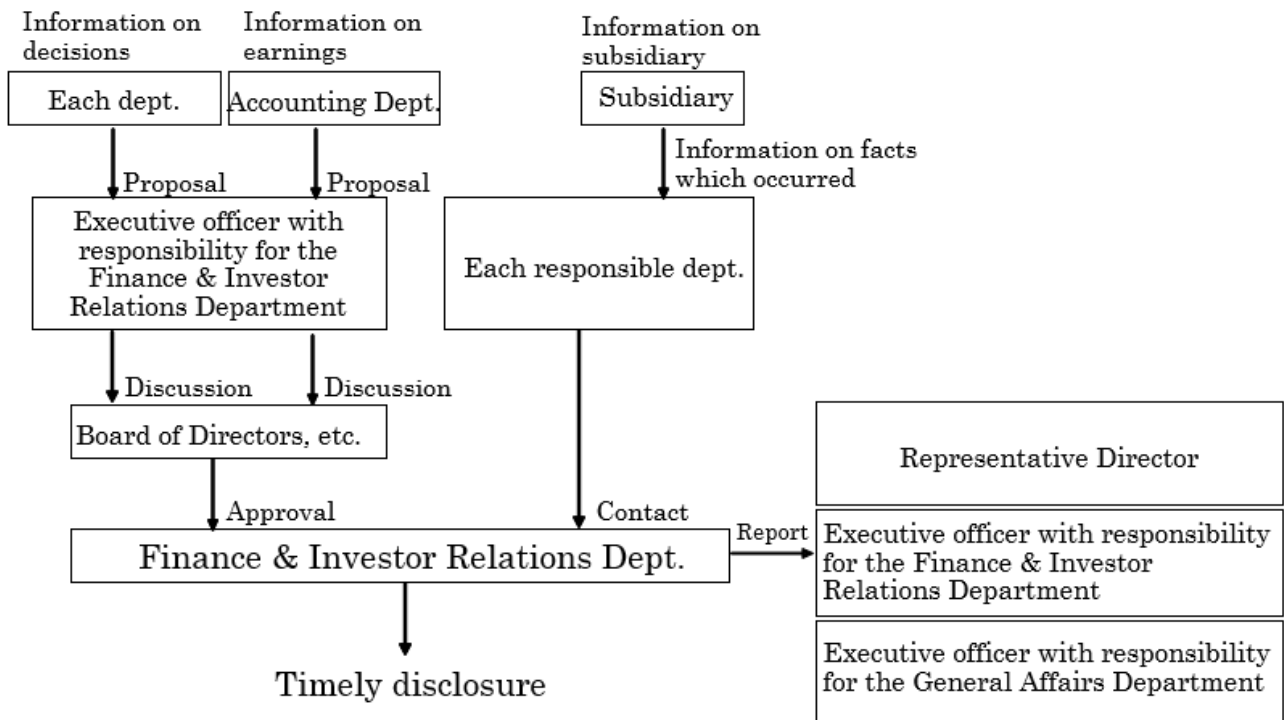 Information on
decisions
Information on
earnings
Information on
subsidiary
Each dept.
Accounting Dept.
Subsidiary
Information on facts
which occurred
Proposal
Proposal
Executive officer with
responsibility for the
Finance & Investor
Relations Department
Each responsible dept.
Discussion
Discussion
Board of Directors, etc.
Representative Director
Approval
Contact
Report
Finance & Investor Relations Dept.
Executive officer with responsibility
for the Finance & Investor
Relations Department
Executive officer with responsibility
for the General Affairs Department
Timely disclosure